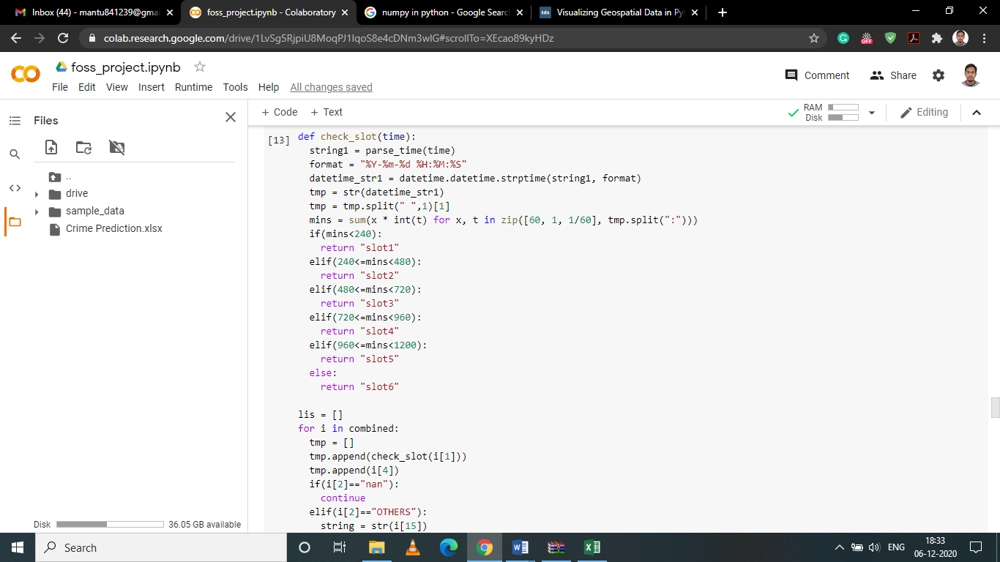 Inbox (44) - mantu841239@gma
foss_project.ipynb - Colaboratory
numpy in python - Google Searc
tds
Visualizing Geospatial Data in Pyt
colab.research.google.com/drive/1LvSg5RjpiU8MoqPJ1IqoS8e4cDNm3wlG#scrollTo=XEcao89kyHDz
OFF
foss_project.ipynb
Comment
Share
File Edit View Insert Runtime Tools Help All changes saved
Files
+ Code + Text
RAM
Disk
Editing
..
drive
sample_data
Crime Prediction.xlsx
[13]
def check_slot(time):
  string1 = parse_time(time)
  format = "%Y-%m-%d %H:%M:%S"
  datetime_str1 = datetime.datetime.strptime(string1, format)
  tmp = str(datetime_str1)
  tmp = tmp.split(" ",1)[1]
  mins = sum(x * int(t) for x, t in zip([60, 1, 1/60], tmp.split(":")))
  if(mins<240):
    return "slot1"
  elif(240<=mins<480):
    return "slot2"
  elif(480<=mins<720):
    return "slot3"
  elif(720<=mins<960):
    return "slot4"
  elif(960<=mins<1200):
    return "slot5"
  else:
    return "slot6"
lis = []
for i in combined:
  tmp = []
  tmp.append(check_slot(i[1]))
  tmp.append(i[4])
  if(i[2]=="nan"):
    continue
  elif(i[2]=="OTHERS"):
    string = str(i[15])
Disk 36.05 GB available
Search
ENG
18:33
06-12-2020